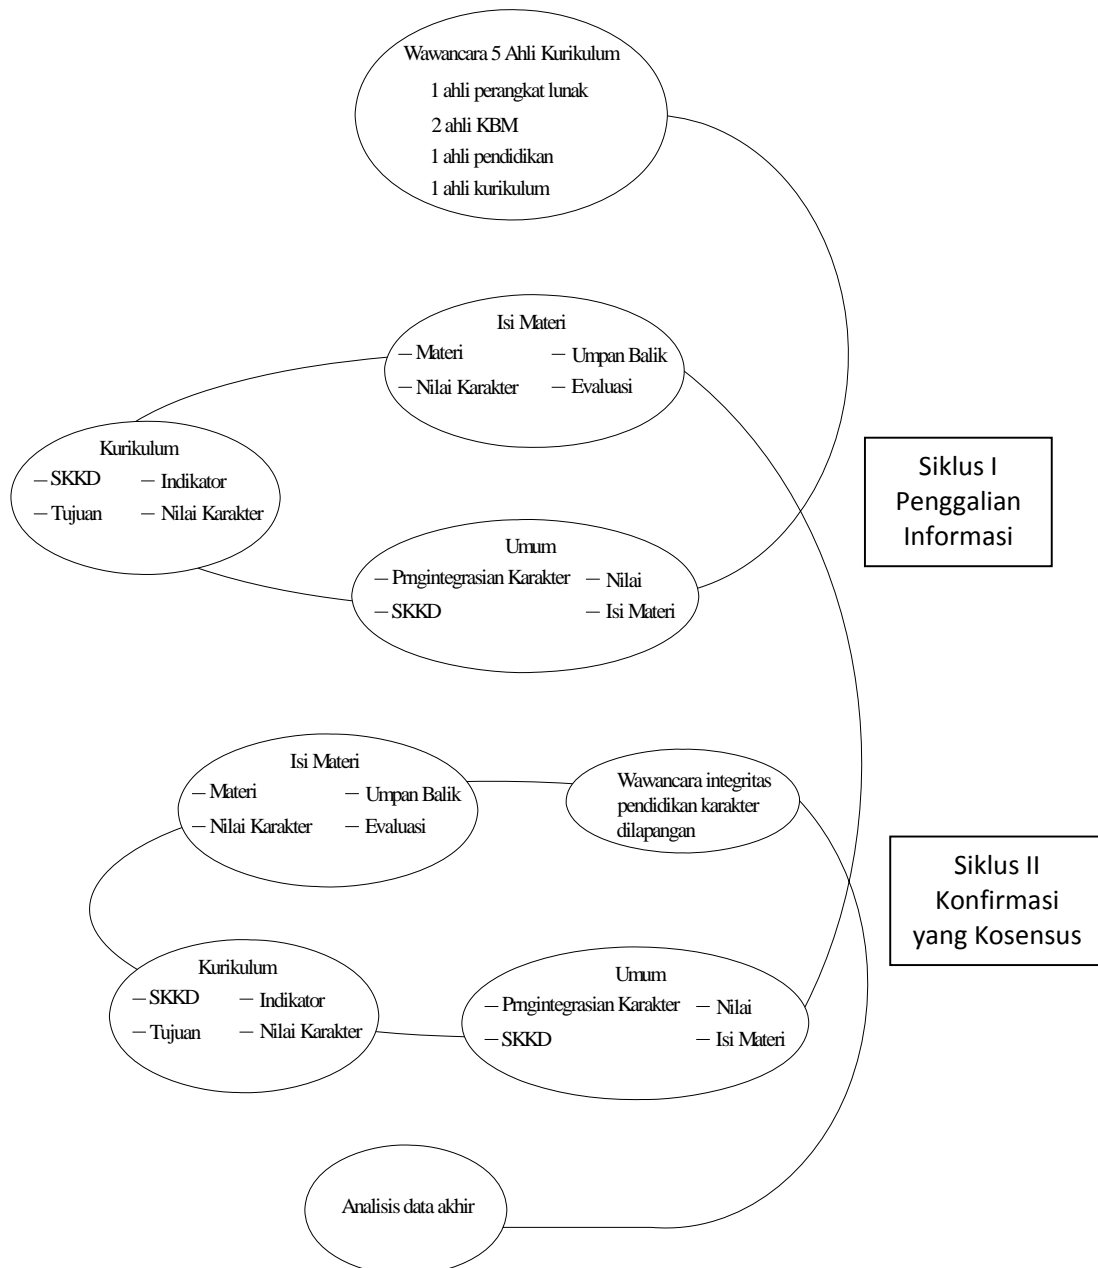 Wawancara 5 Ahli Kurikulum
1 ahli perangkat lunak
2 ahli KBM
1 ahli pendidikan
1 ahli kurikulum
Isi Materi
– Materi – Umpan Balik
– Nilai Karakter – Evaluasi
Kurikulum
– SKKD – Indikator
– Tujuan – Nilai Karakter
Siklus I
Penggalian
Informasi
Umum
– Prngintegrasian Karakter – Nilai
– SKKD – Isi Materi
Isi Materi
– Materi – Umpan Balik
– Nilai Karakter – Evaluasi
Wawancara integritas
pendidikan karakter
dilapangan
Siklus II
Konfirmasi
yang Kosensus
Kurikulum
– SKKD – Indikator
– Tujuan – Nilai Karakter
Umum
– Prngintegrasian Karakter – Nilai
– SKKD – Isi Materi
Analisis data akhir